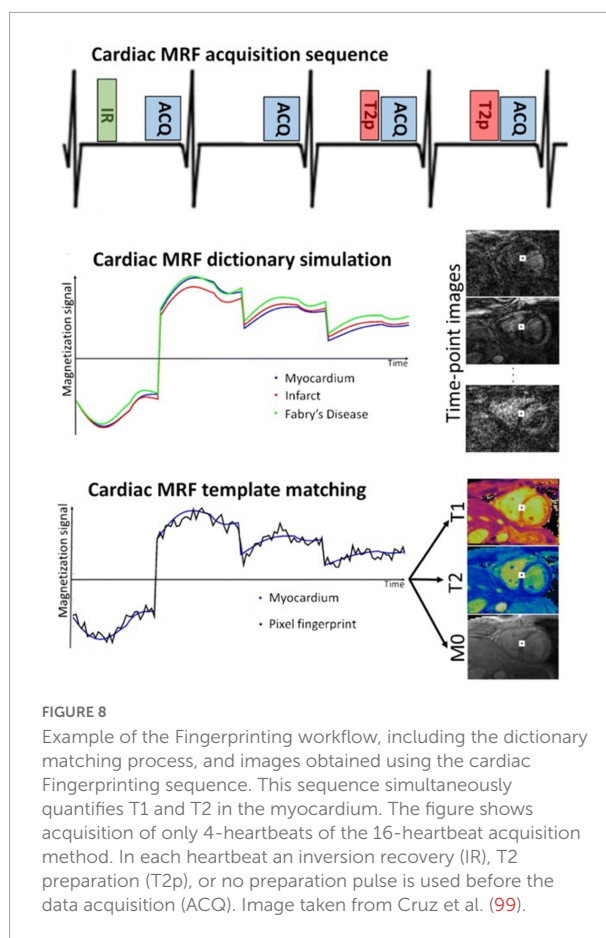 Cardiac MRF acquisition sequence
IR
ACQ
ACQ
T2p
ACQ
T2p
ACQ
Cardiac MRF dictionary simulation
Magnetization signal
Time
Myocardium
Infarct
Fabry's Disease
Time-point images
Cardiac MRF template matching
Magnetization signal
Time
Myocardium
Pixel fingerprint
T1
T2
M0
FIGURE 8
Example of the Fingerprinting workflow, including the dictionary
matching process, and images obtained using the cardiac
Fingerprinting sequence. This sequence simultaneously
quantifies T1 and T2 in the myocardium. The figure shows
acquisition of only 4-heartbeats of the 16-heartbeat acquisition
method. In each heartbeat an inversion recovery (IR), T2
preparation (T2p), or no preparation pulse is used before the
data acquisition (ACQ). Image taken from Cruz et al. (99).